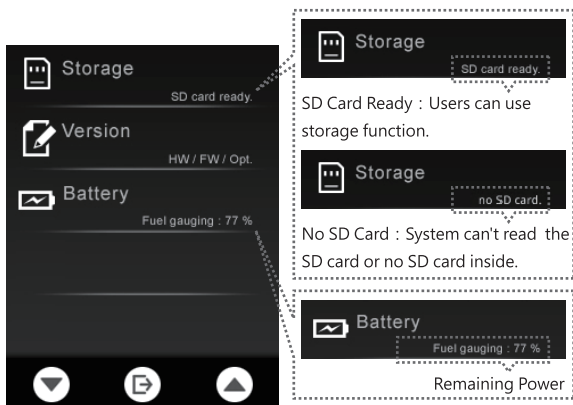 Storage
SD card ready.
Version
HW / FW / Opt.
Battery
Fuel gauging : 77 %
Storage
SD card ready.
SD Card Ready : Users can use
storage function.
Storage
no SD card.
No SD Card : System can't read the
SD card or no SD card inside.
Battery
Fuel gauging : 77 %
Remaining Power